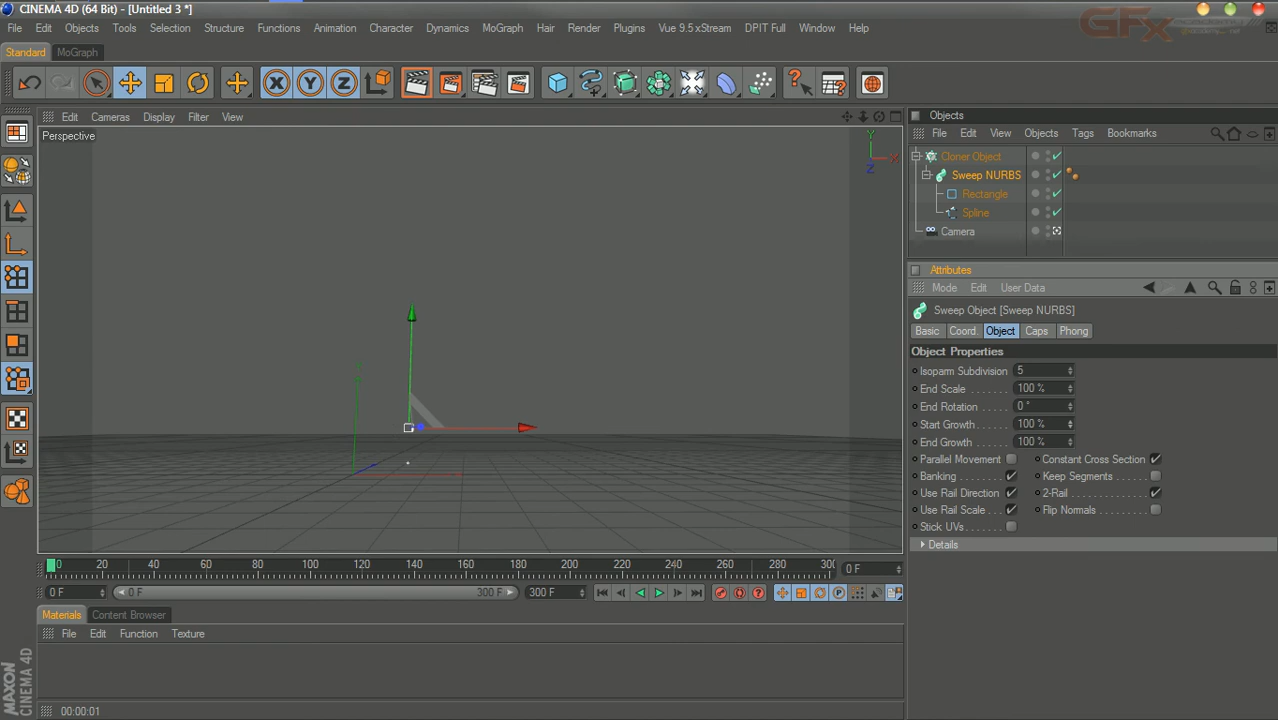 CINEMA 4D (64 Bit) - [Untitled 3 *]
File Edit Objects Tools Selection Structure Functions Animation Character Dynamics MoGraph Hair Render Plugins Vue 9.5 xStream DPIT Full Window Help
GFx
Standard MoGraph
X Y Z
Edit Cameras Display Filter View
Perspective
Y
X
Z
Objects
File Edit View Objects Tags Bookmarks
Cloner Object
Sweep NURBS
Rectangle
Spline
Camera
Attributes
Mode Edit User Data
Sweep Object [Sweep NURBS]
Basic Coord. Object Caps Phong
Object Properties
Isoparm Subdivision 5
End Scale . . . . . . . 100 %
End Rotation . . . . 0 °
Start Growth . . . . . 100 %
End Growth . . . . . . 100 %
Parallel Movement Constant Cross Section
Banking . . . . . . . . Keep Segments . . . . .
Use Rail Direction 2-Rail . . . . . . . . . . . .
Use Rail Scale . . Flip Normals . . . . . . .
Stick UVs . . . . . . .
Details
0 20 40 60 80 100 120 140 160 180 200 220 240 260 280 300 0 F
0 F 0 F 300 F 300 F P
Materials Content Browser
File Edit Function Texture
MAXON
CINEMA 4D
00:00:01